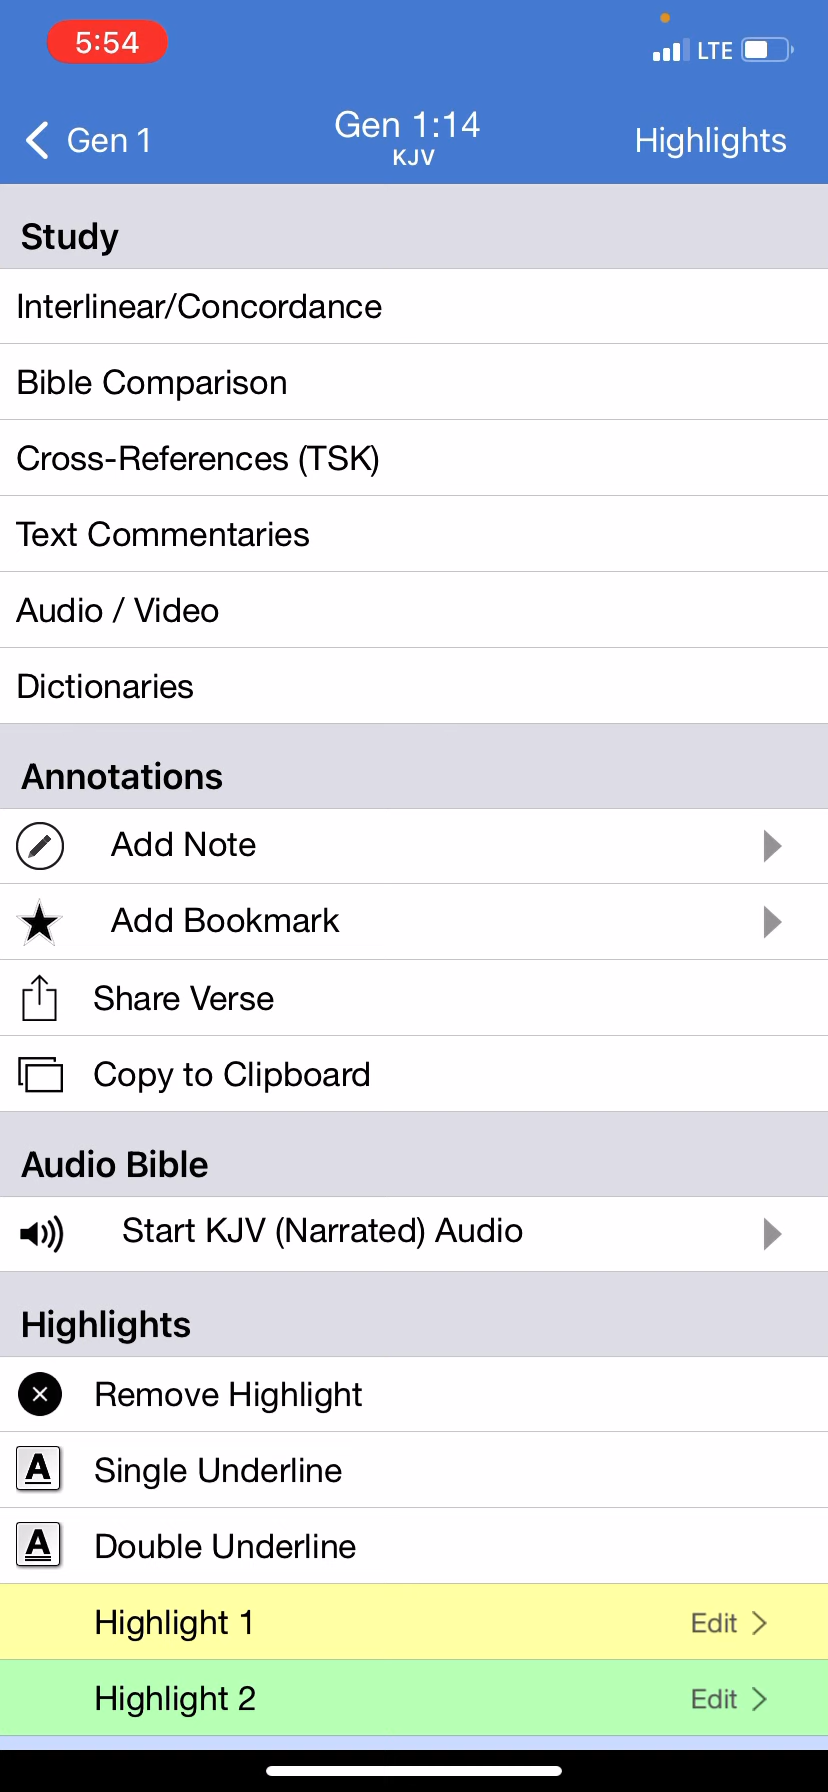 5:54
LTE
Gen 1
Gen 1:14
KJV
Highlights
Study
Interlinear/Concordance
Bible Comparison
Cross-References (TSK)
Text Commentaries
Audio / Video
Dictionaries
Annotations
Add Note
Add Bookmark
Share Verse
Copy to Clipboard
Audio Bible
Start KJV (Narrated) Audio
Highlights
Remove Highlight
A Single Underline
A Double Underline
Highlight 1 Edit
Highlight 2 Edit